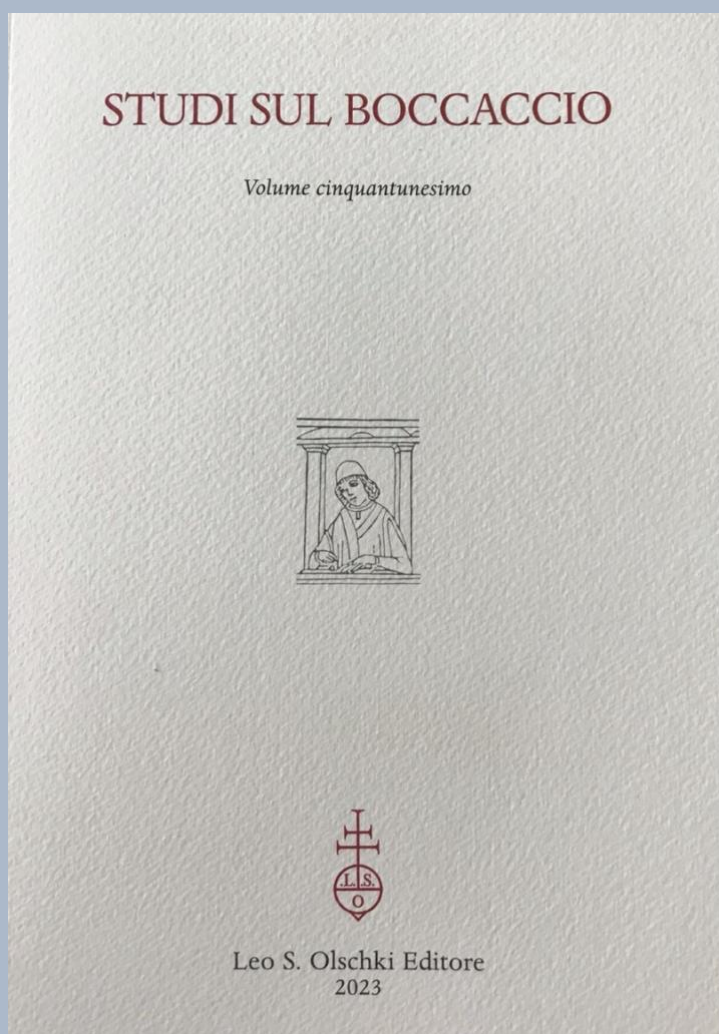 STUDI SUL BOCCACCIO
Volume cinquantunesimo
.L. S.
O
Leo S. Olschki Editore
2023